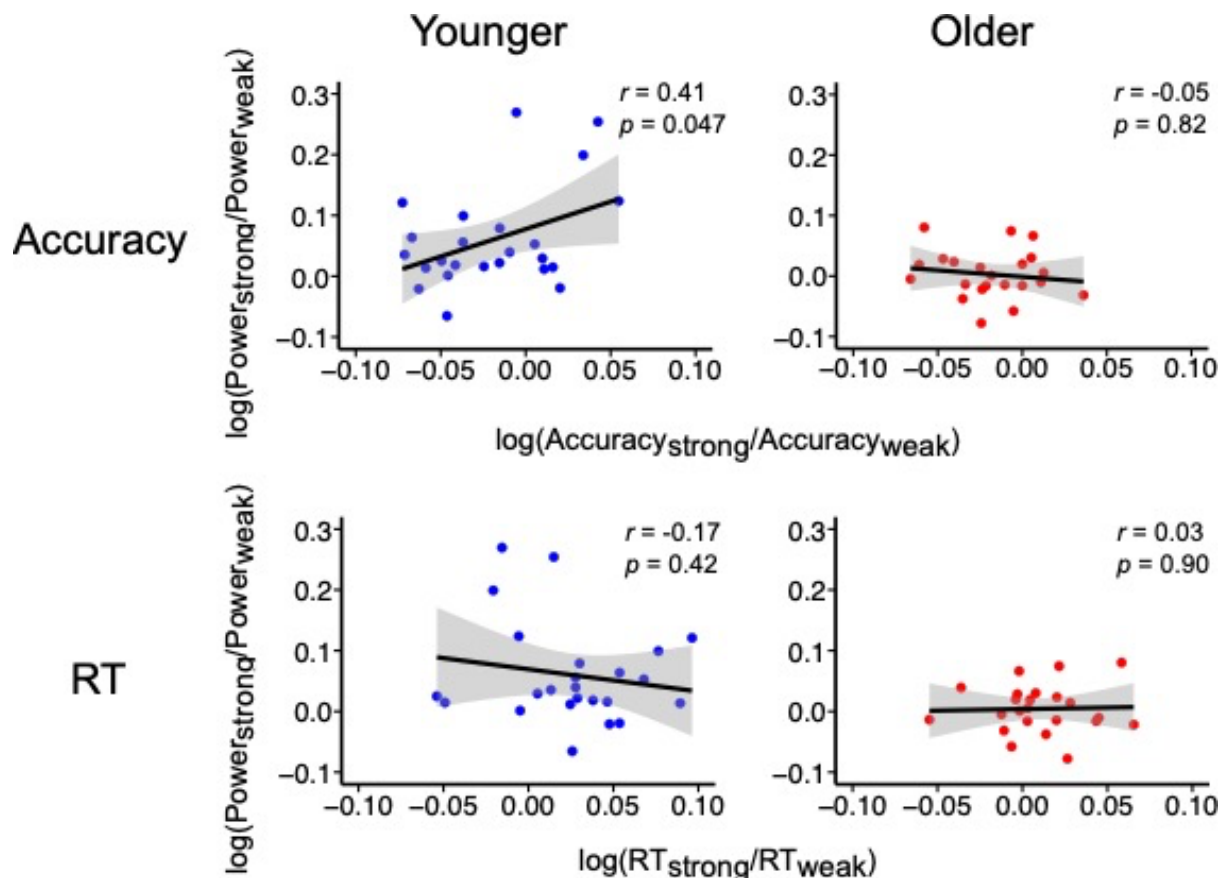 Younger
Older
Accuracy
log(Powerstrong/Powerweak)
0.3
0.2
0.1
0.0
−0.1
r = 0.41
p = 0.047
−0.10 −0.05 0.00 0.05 0.10
0.3
0.2
0.1
0.0
−0.1
r = -0.05
p = 0.82
−0.10 −0.05 0.00 0.05 0.10
log(Accuracystrong/Accuracyweak)
RT
log(Powerstrong/Powerweak)
0.3
0.2
0.1
0.0
−0.1
r = -0.17
p = 0.42
−0.10 −0.05 0.00 0.05 0.10
0.3
0.2
0.1
0.0
−0.1
r = 0.03
p = 0.90
−0.10 −0.05 0.00 0.05 0.10
log(RTstrong/RTweak)